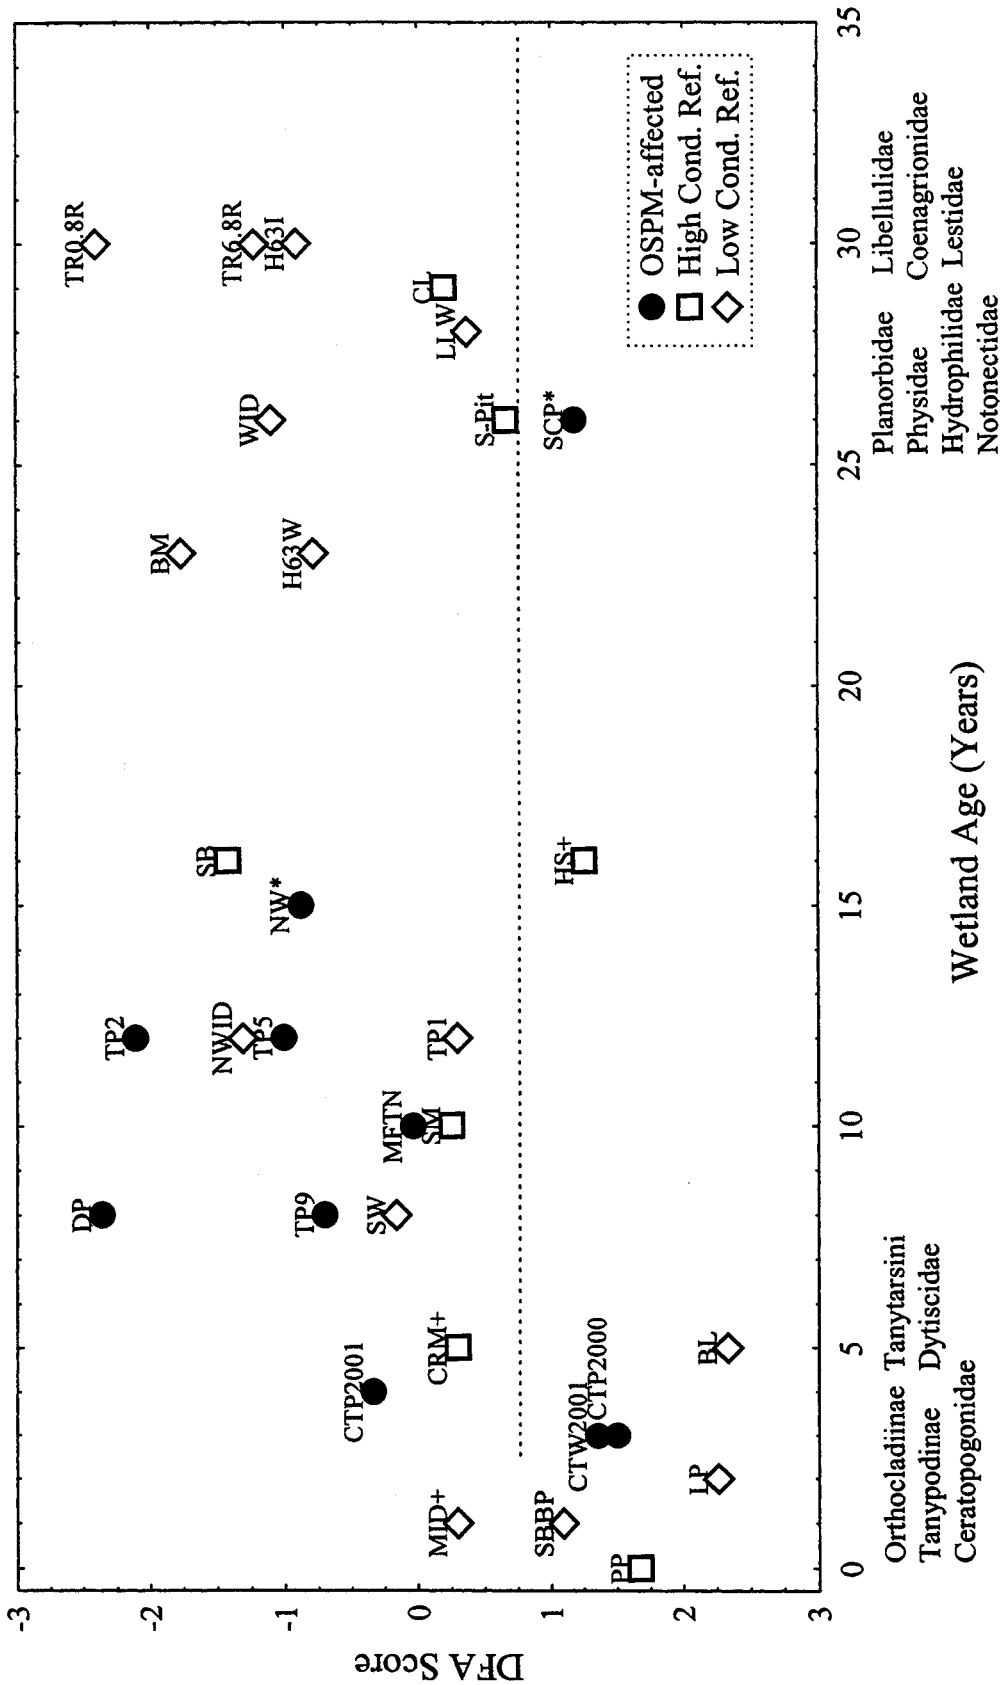 -3
-2
-1
0
1
2
3
DFA Score
0
5
10
15
20
25
30
35
Wetland Age (Years)
PP
MID+
SBBP
LP
CTW2001
CTP2000
CTP2001
CRM+
BL
DP
TP9
SW
MFTN
SM
TP2
NWID
TP5
TP1
NW*
SB
HS+
BM
H63W
WID
S-Pit
SCP*
LLW
CL
TR0.8R
TR6.8R
H63I
OSPM-affected
High Cond. Ref.
Low Cond. Ref.
Orthocladiinae Tanytarsini
Tanypodinae Dytiscidae
Ceratopogonidae
Planorbidae Libellulidae
Physidae Coenagrionidae
Hydrophilidae Lestidae
Notonectidae